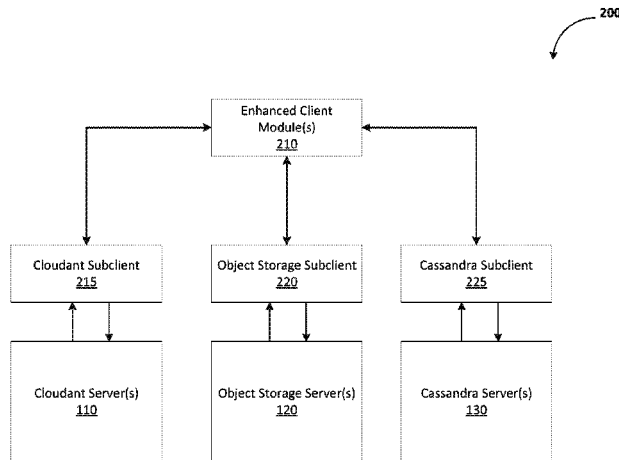 200
Enhanced Client
Module(s)
210
Cloudant Subclient
215
Object Storage Subclient
220
Cassandra Subclient
225
Cloudant Server(s)
110
Object Storage Server(s)
120
Cassandra Server(s)
130